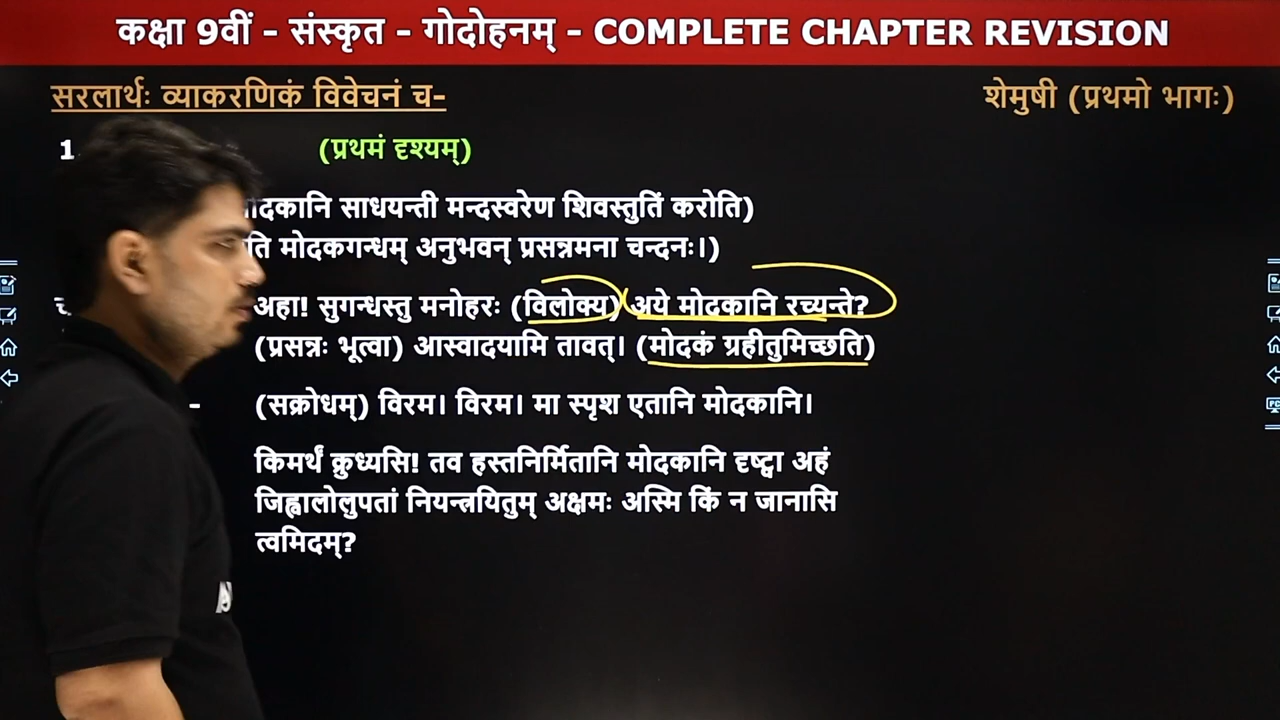 कक्षा 9वीं - संस्कृत - गोदोहनम् - COMPLETE CHAPTER REVISION
सरलार्थः व्याकरणिकं विवेचनं च-
शेमुषी (प्रथमो भागः)
1
(प्रथमं दृश्यम्)
साधयन्ती मन्दस्वरेण शिवस्तुतिं करोति)
मोदकगन्धम् अनुभवन् प्रसन्नमना चन्दनः।)
अहा! सुगन्धस्तु मनोहरः (विलोक्य) अये मोदकानि रच्यन्ते?
(प्रसन्नः भूत्वा) आस्वादयामि तावत्। (मोदकं ग्रहीतुमिच्छति)
- (सक्रोधम्) विरम। विरम। मा स्पृश एतानि मोदकानि।
किमर्थं क्रुध्यसि! तव हस्तनिर्मितानि मोदकानि दृष्ट्वा अहं
जिह्वालोलुपतां नियन्त्रयितुम् अक्षमः अस्मि किं न जानासि
त्वमिदम्?